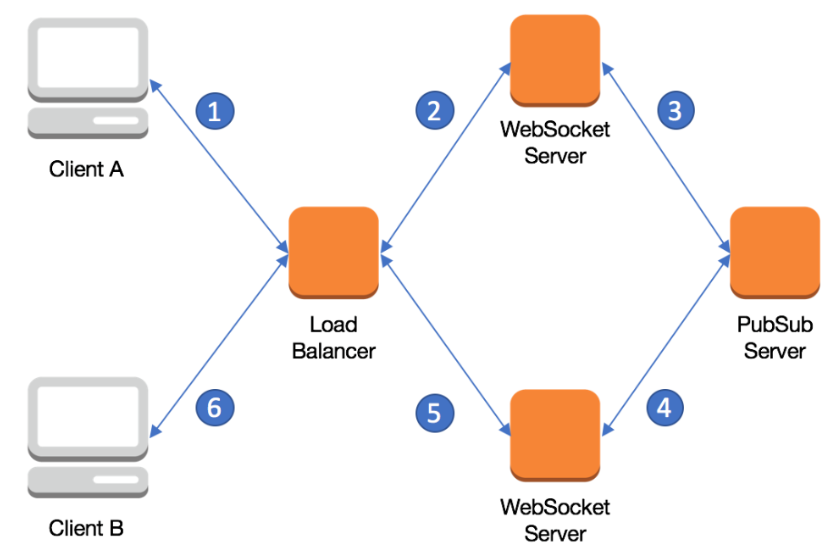 1
2
3
WebSocket
Server
Client A
Load
Balancer
PubSub
Server
6
5
4
WebSocket
Server
Client B